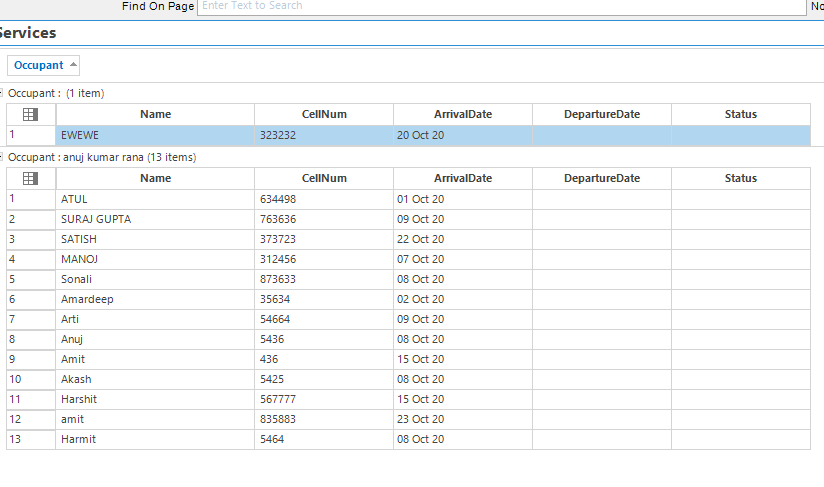 Find On Page Enter Text to Search No
Services
Occupant
Occupant : (1 item)
Name CellNum ArrivalDate DepartureDate Status
1 EWEWE 323232 20 Oct 20
Occupant : anuj kumar rana (13 items)
Name CellNum ArrivalDate DepartureDate Status
1 ATUL 634498 01 Oct 20
2 SURAJ GUPTA 763636 09 Oct 20
3 SATISH 373723 22 Oct 20
4 MANOJ 312456 07 Oct 20
5 Sonali 873633 08 Oct 20
6 Amardeep 35634 02 Oct 20
7 Arti 54664 09 Oct 20
8 Anuj 5436 08 Oct 20
9 Amit 436 15 Oct 20
10 Akash 5425 08 Oct 20
11 Harshit 567777 15 Oct 20
12 amit 835883 23 Oct 20
13 Harmit 5464 08 Oct 20